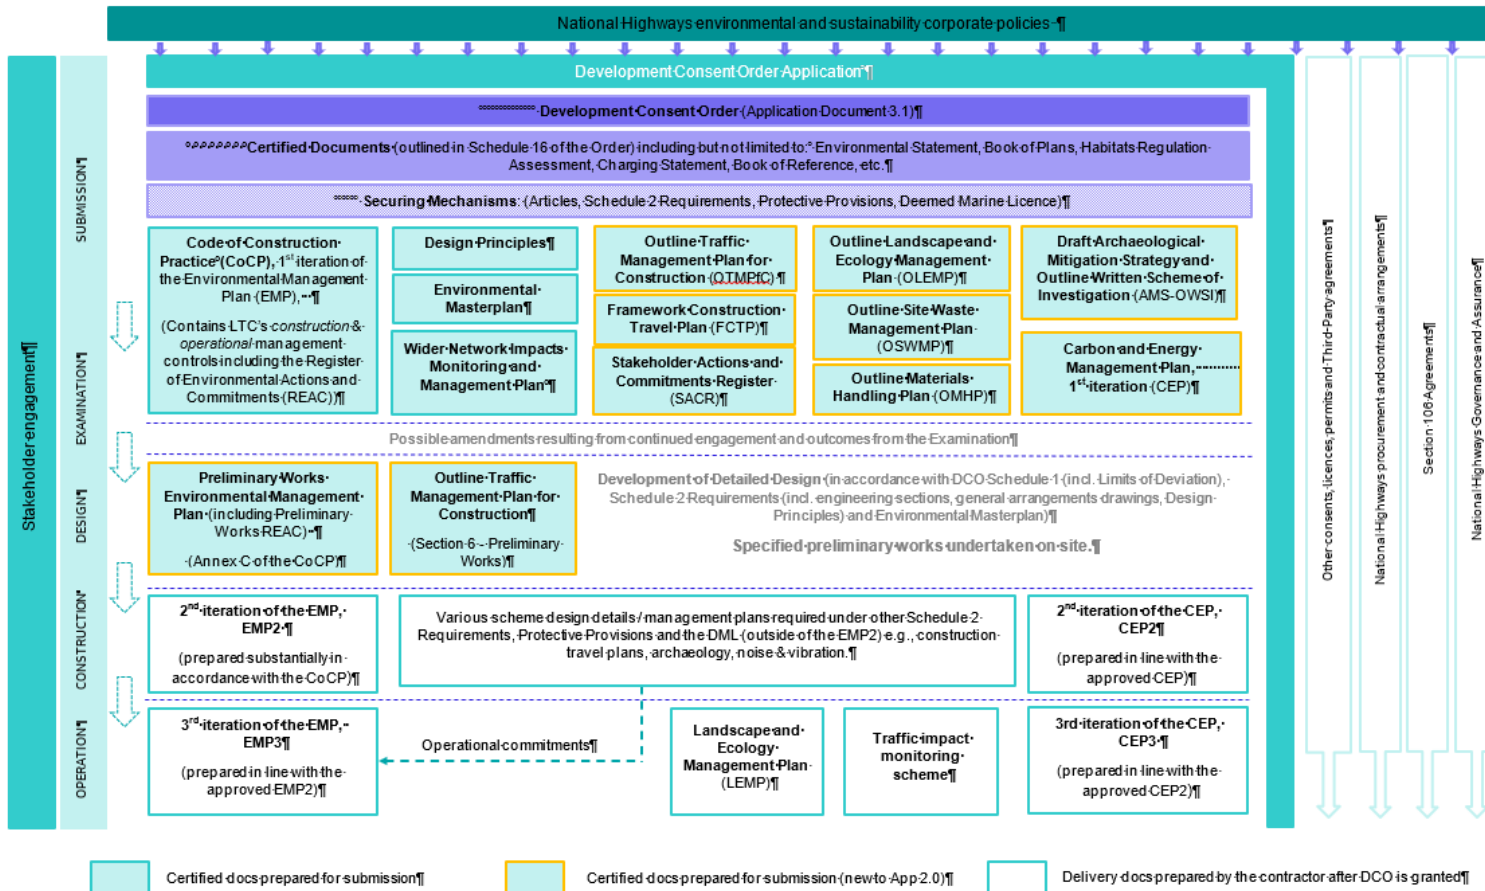 National Highways environmental and sustainability corporate policies ¶
Development Consent Order Application ¶
Development Consent Order (Application Document 3.1)¶
Certified Documents (outlined in Schedule 16 of the Order) including but not limited to:° Environmental Statement, Book of Plans, Habitats Regulation
Assessment, Charging Statement, Book of Reference, etc.¶
Securing Mechanisms: (Articles, Schedule 2 Requirements, Protective Provisions, Deemed Marine Licence)¶
Stakeholder engagement¶
SUBMISSION¶
EXAMINATION¶
DESIGN¶
CONSTRUCTION¶
OPERATION¶
Code of Construction
Practice°(CoCP), 1st iteration of
the Environmental Management
Plan (EMP), ¶
(Contains LTC's construction &
operational management
controls including the Register
of Environmental Actions and
Commitments (REAC))¶
Design Principles¶
Environmental
Masterplan¶
Wider Network Impacts
Monitoring and
Management Plan°¶
Outline Traffic
Management Plan for
Construction (OTMPfC)¶
Framework Construction
Travel Plan (FCTP)¶
Stakeholder Actions and
Commitments Register
(SACR)¶
Outline Landscape and
Ecology Management
Plan (OLEMP)¶
Outline Site Waste
Management Plan
(OSWMP)¶
Outline Materials
Handling Plan (OMHP)¶
Draft Archaeological
Mitigation Strategy and
Outline Written Scheme of
Investigation (AMS-OWSI)¶
Carbon and Energy
Management Plan,
1st iteration (CEP)¶
Possible amendments resulting from continued engagement and outcomes from the Examination¶
Preliminary Works
Environmental Management
Plan (including Preliminary
Works REAC) ¶
(Annex C of the CoCP)¶
Outline Traffic
Management Plan for
Construction¶
(Section 6 – Preliminary
Works)¶
Development of Detailed Design (in accordance with DCO Schedule 1 (incl. Limits of Deviation),
Schedule 2 Requirements (incl. engineering sections, general arrangements drawings, Design
Principles) and Environmental Masterplan)¶
Specified preliminary works undertaken on site.¶
2nd iteration of the EMP,
EMP2 ¶
(prepared substantially in
accordance with the CoCP)¶
Various scheme design details / management plans required under other Schedule 2
Requirements, Protective Provisions and the DML (outside of the EMP2) e.g., construction
travel plans, archaeology, noise & vibration.¶
2nd iteration of the CEP,
CEP2¶
(prepared in line with the
approved CEP)¶
3rd iteration of the EMP,
EMP3¶
(prepared in line with the
approved EMP2)¶
Operational commitments¶
Landscape and
Ecology
Management Plan
(LEMP)¶
Traffic impact
monitoring
scheme¶
3rd iteration of the CEP,
CEP3 ¶
(prepared in line with the
approved CEP2)¶
Other consents, licences, permits and Third-Party agreements¶
National Highways procurement and contractual arrangements¶
Section 106 Agreements¶
National Highways Governance and Assurance¶
Certified docs prepared for submission¶
Certified docs prepared for submission (new to App 2.0)¶
Delivery docs prepared by the contractor after DCO is granted¶